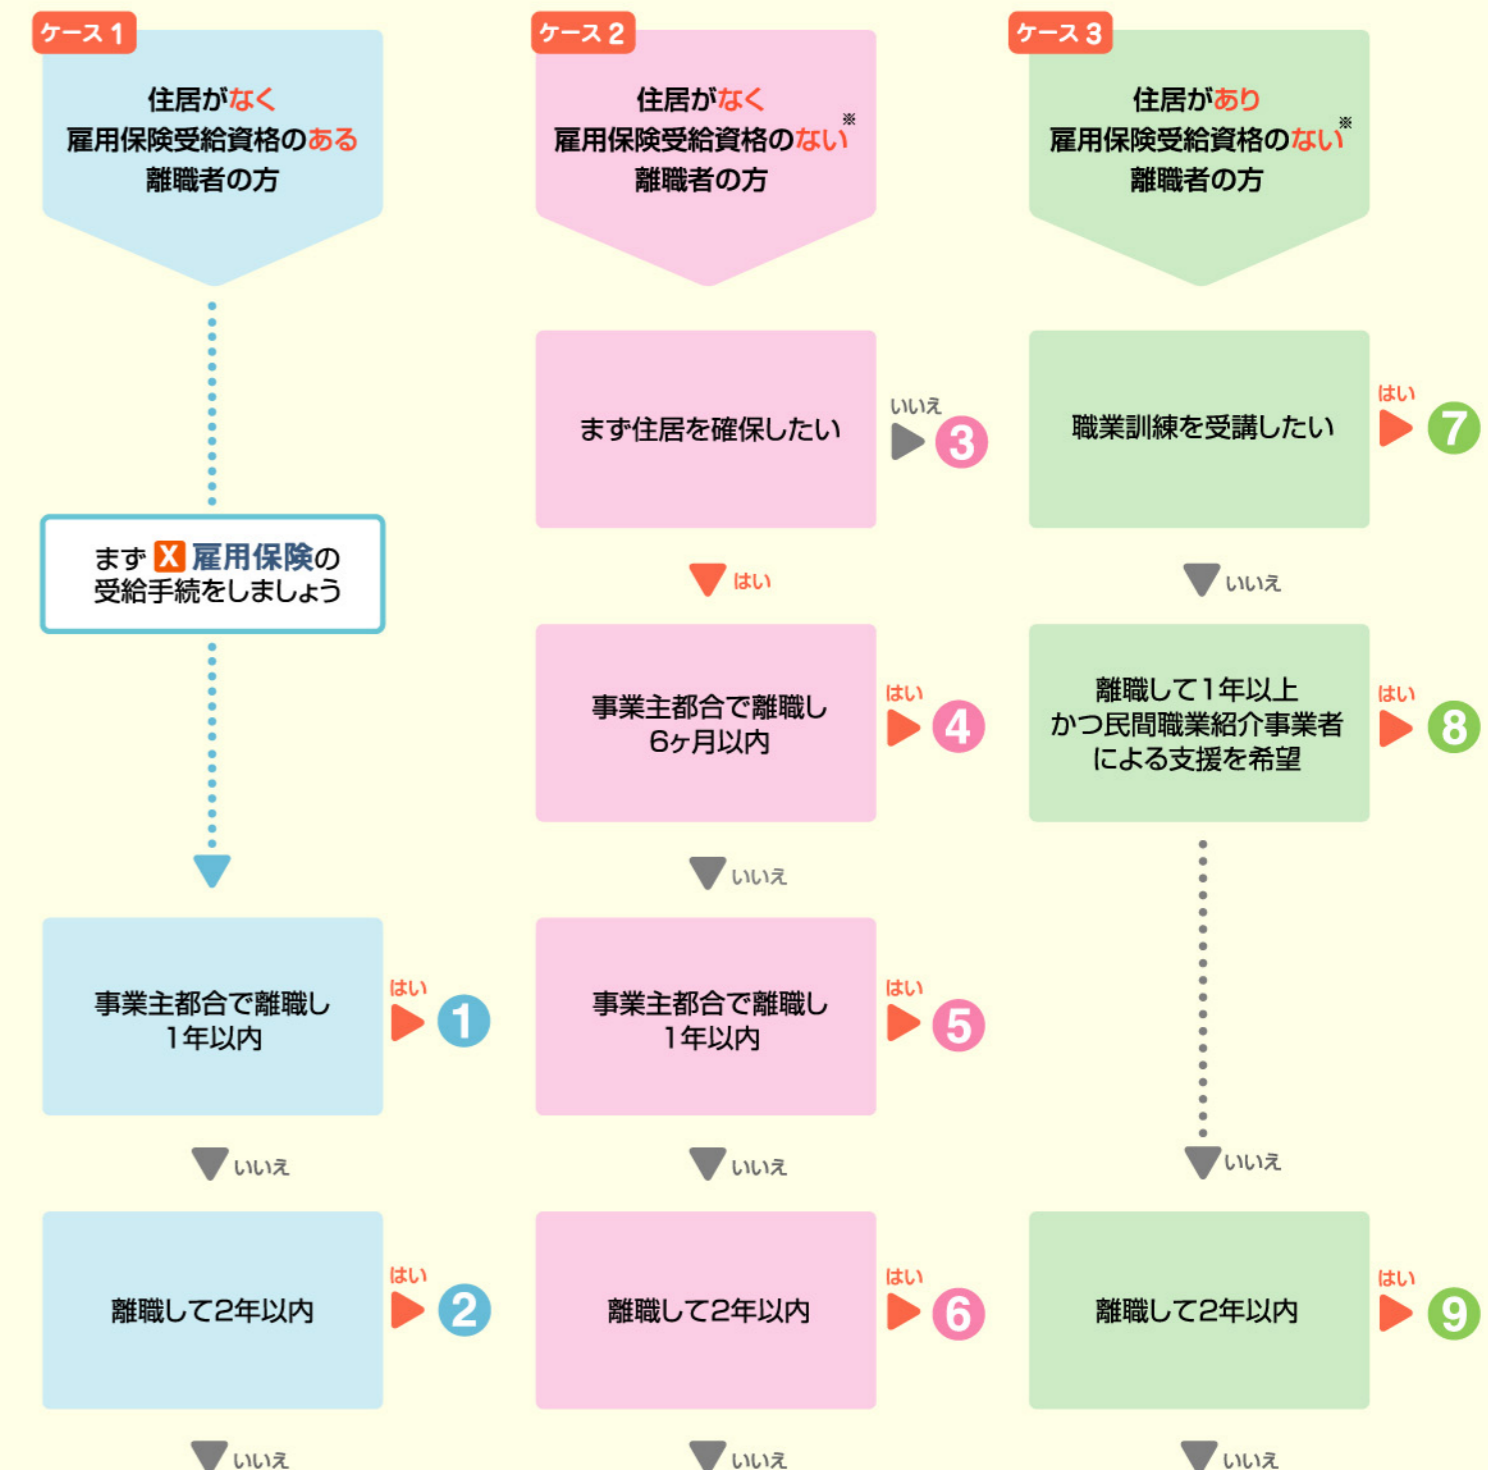 ケース 1
住居がなく
雇用保険受給資格のある
離職者の方
まず X 雇用保険の
受給手続をしましょう
事業主都合で離職し
1年以内
はい
1
いいえ
離職して2年以内
はい
2
いいえ
ケース 2
住居がなく
雇用保険受給資格のない※
離職者の方
まず住居を確保したい
いいえ
3
はい
事業主都合で離職し
6ヶ月以内
はい
4
いいえ
事業主都合で離職し
1年以内
はい
5
いいえ
離職して2年以内
はい
6
いいえ
ケース 3
住居があり
雇用保険受給資格のない※
離職者の方
職業訓練を受講したい
はい
7
いいえ
離職して1年以上
かつ民間職業紹介事業者
による支援を希望
はい
8
いいえ
離職して2年以内
はい
9
いいえ